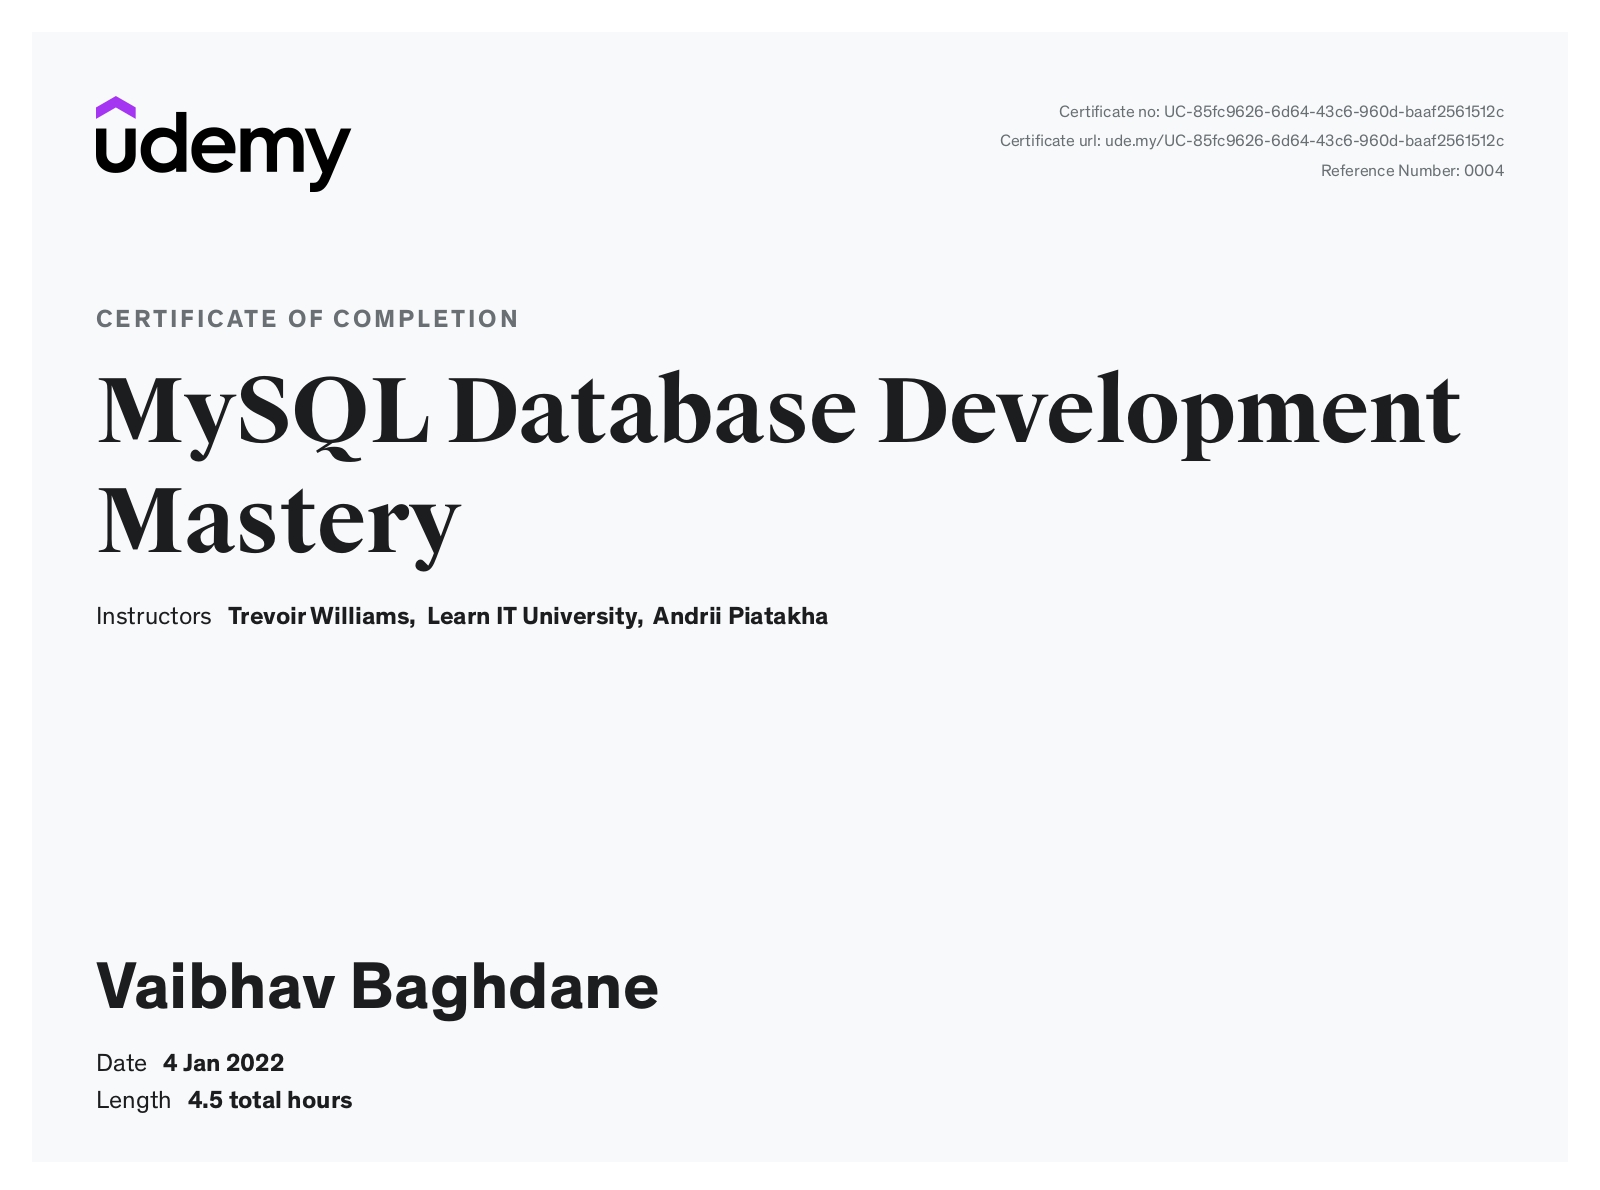 udemy
Certificate no: UC-85fc9626-6d64-43c6-960d-baaf2561512c
Certificate url: ude.my/UC-85fc9626-6d64-43c6-960d-baaf2561512c
Reference Number: 0004
CERTIFICATE OF COMPLETION
MySQL Database Development
Mastery
Instructors Trevoir Williams, Learn IT University, Andrii Piatakha
Vaibhav Baghdane
Date 4 Jan 2022
Length 4.5 total hours